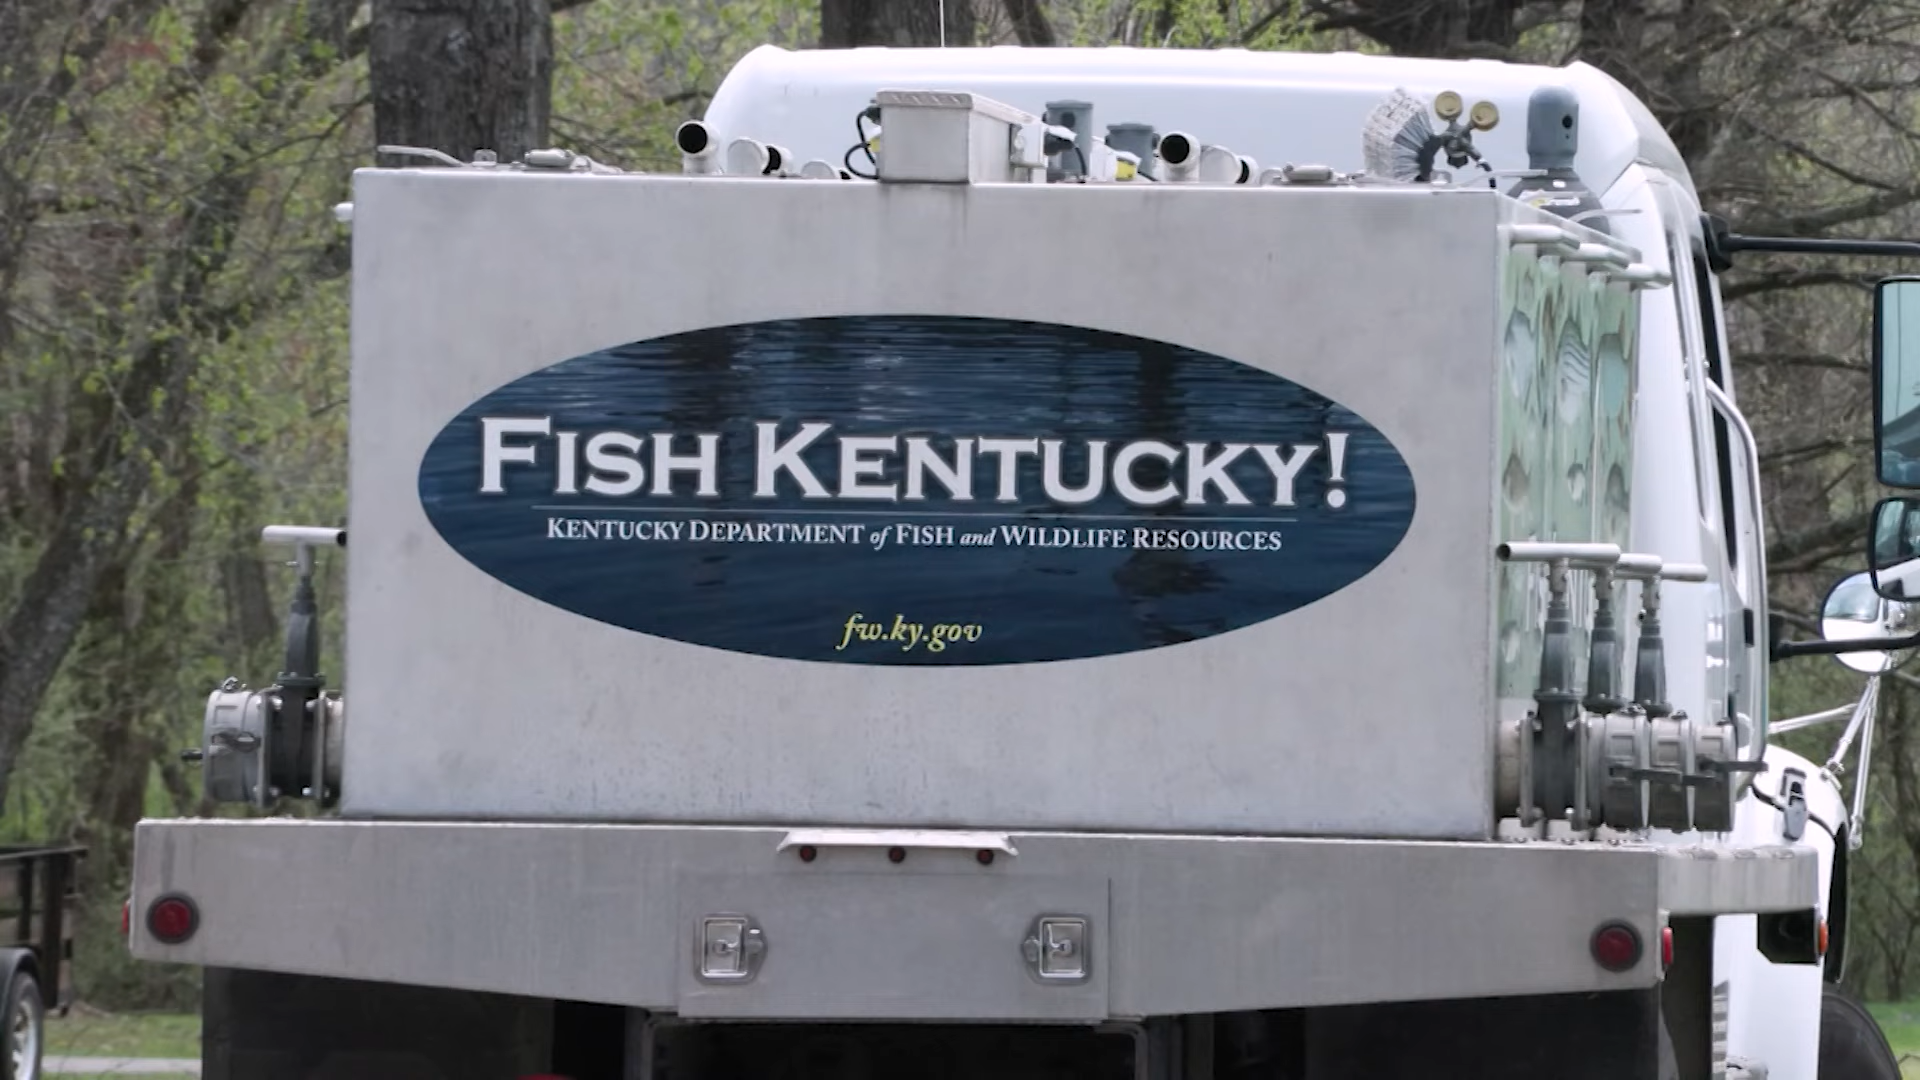 FISH KENTUCKY!
KENTUCKY DEPARTMENT of FISH and WILDLIFE RESOURCES
fw.ky.gov